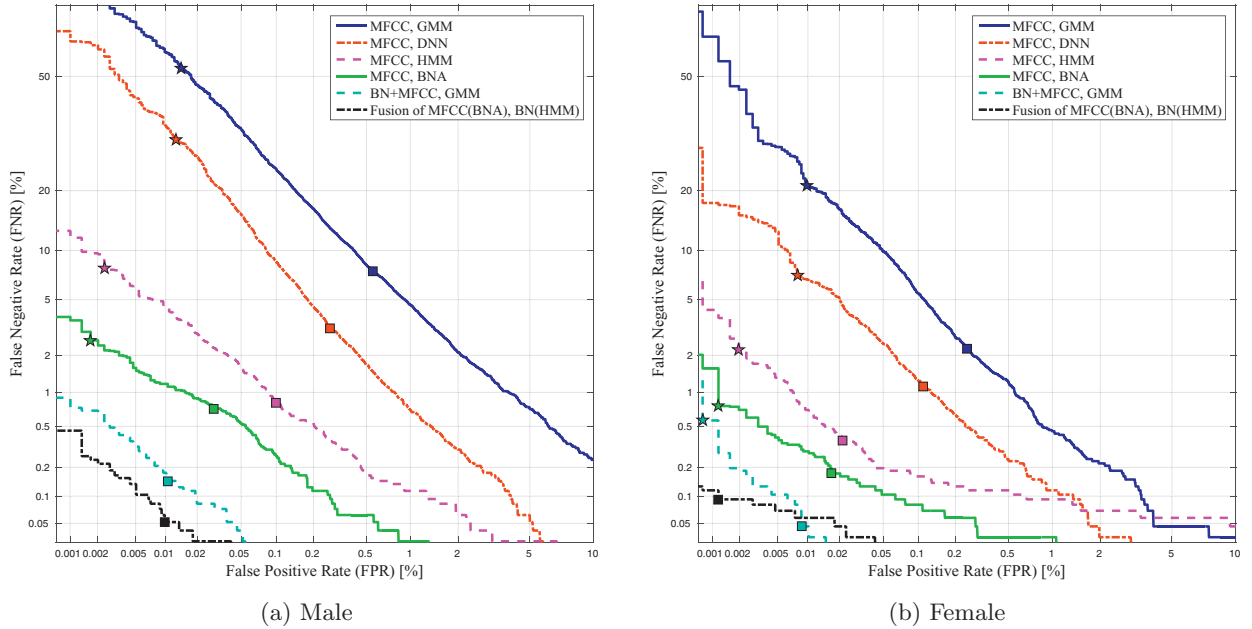 MFCC, GMM
MFCC, DNN
MFCC, HMM
MFCC, BNA
BN+MFCC, GMM
Fusion of MFCC(BNA), BN(HMM)
50
20
10
5
2
1
0.5
0.2
0.1
0.05
False Negative Rate (FNR) [%]
0.001 0.002 0.005 0.01 0.02 0.05 0.1 0.2 0.5 1 2 5 10
False Positive Rate (FPR) [%]
(a) Male
MFCC, GMM
MFCC, DNN
MFCC, HMM
MFCC, BNA
BN+MFCC, GMM
Fusion of MFCC(BNA), BN(HMM)
50
20
10
5
2
1
0.5
0.2
0.1
0.05
False Negative Rate (FNR) [%]
0.001 0.002 0.005 0.01 0.02 0.05 0.1 0.2 0.5 1 2 5 10
False Positive Rate (FPR) [%]
(b) Female